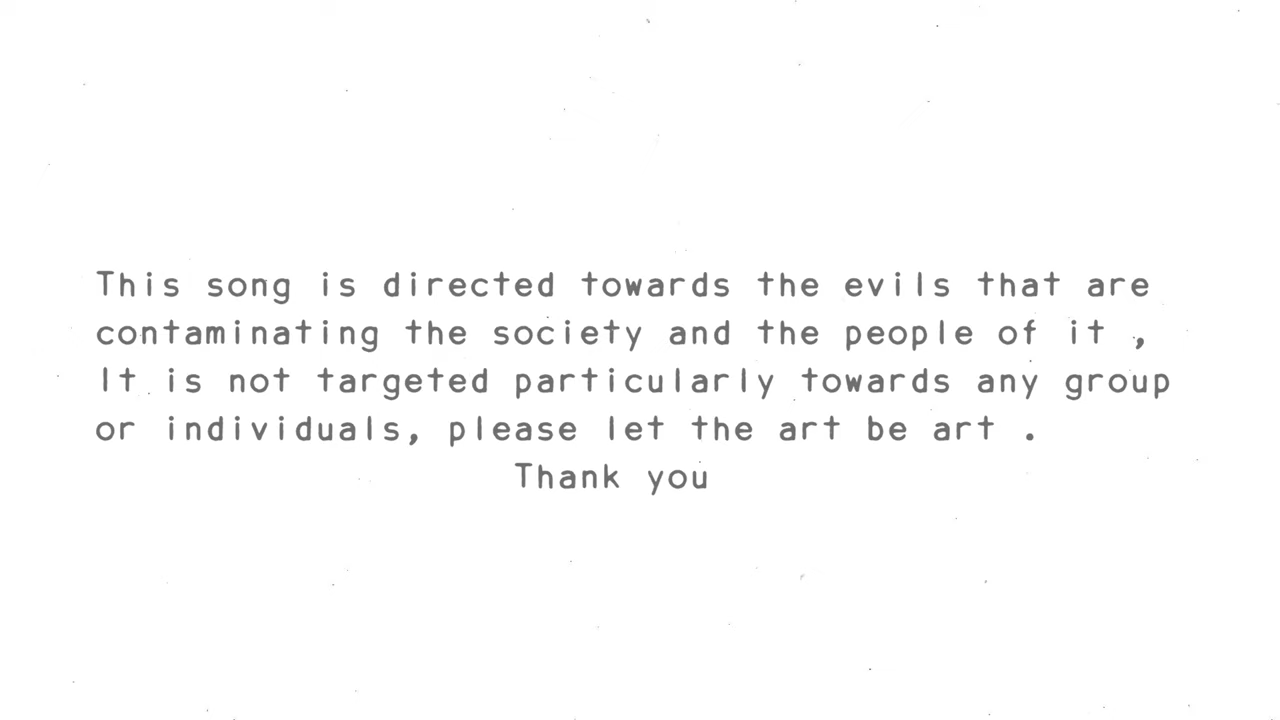 This song is directed towards the evils that are
contaminating the society and the people of it ,
It is not targeted particularly towards any group
or individuals, please let the art be art .
Thank you